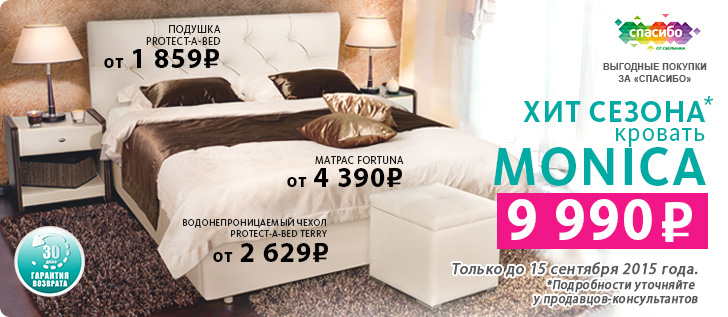 ПОДУШКА
PROTECT-A-BED
от 1 859₽
спасибо
ОТ СБЕРБАНКА
ВЫГОДНЫЕ ПОКУПКИ
ЗА «СПАСИБО»
ХИТ СЕЗОНА*
кровать
MONICA
9 990₽
МАТРАС FORTUNA
от 4 390₽
ВОДОНЕПРОНИЦАЕМЫЙ ЧЕХОЛ
PROTECT-A-BED TERRY
от 2 629₽
30
дней
ГАРАНТИЯ
ВОЗВРАТА
Только до 15 сентября 2015 года.
*Подробности уточняйте
у продавцов-консультантов